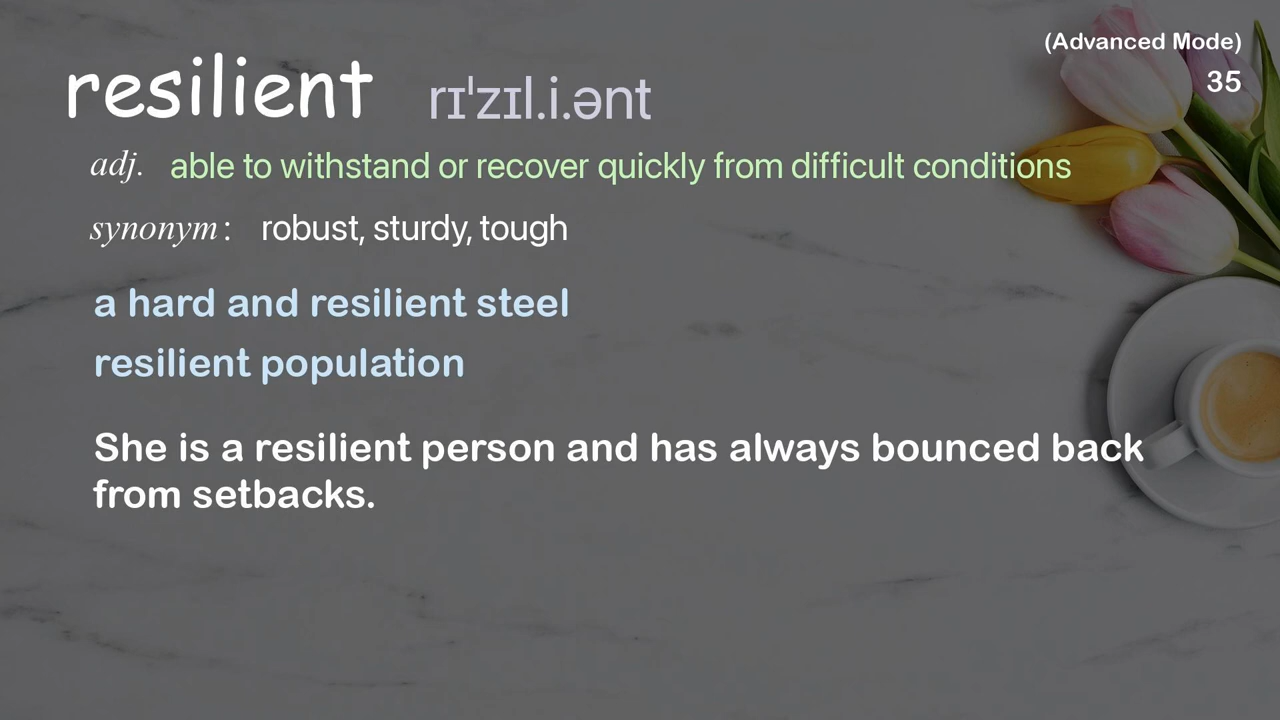 (Advanced Mode)
35
resilient rɪˈzɪl.i.ənt
adj. able to withstand or recover quickly from difficult conditions
synonym: robust, sturdy, tough
a hard and resilient steel
resilient population
She is a resilient person and has always bounced back
from setbacks.